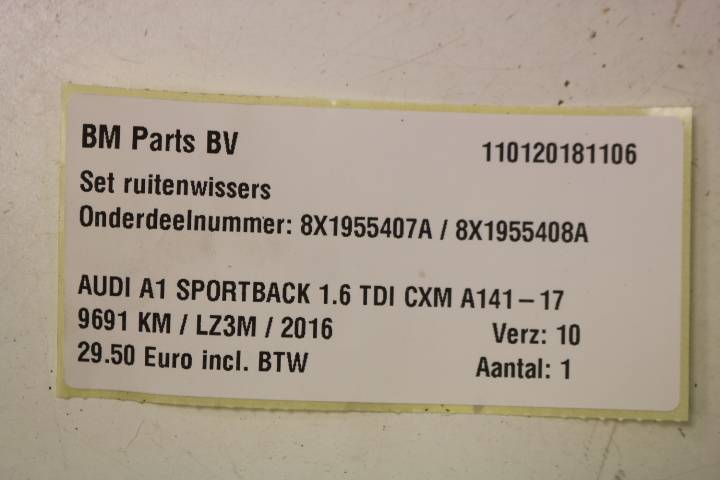 BM Parts BV 110120181106
Set ruitenwissers
Onderdeelnummer: 8X1955407A / 8X1955408A
AUDI A1 SPORTBACK 1.6 TDI CXM A141-17
9691 KM / LZ3M / 2016 Verz: 10
29.50 Euro incl. BTW Aantal: 1